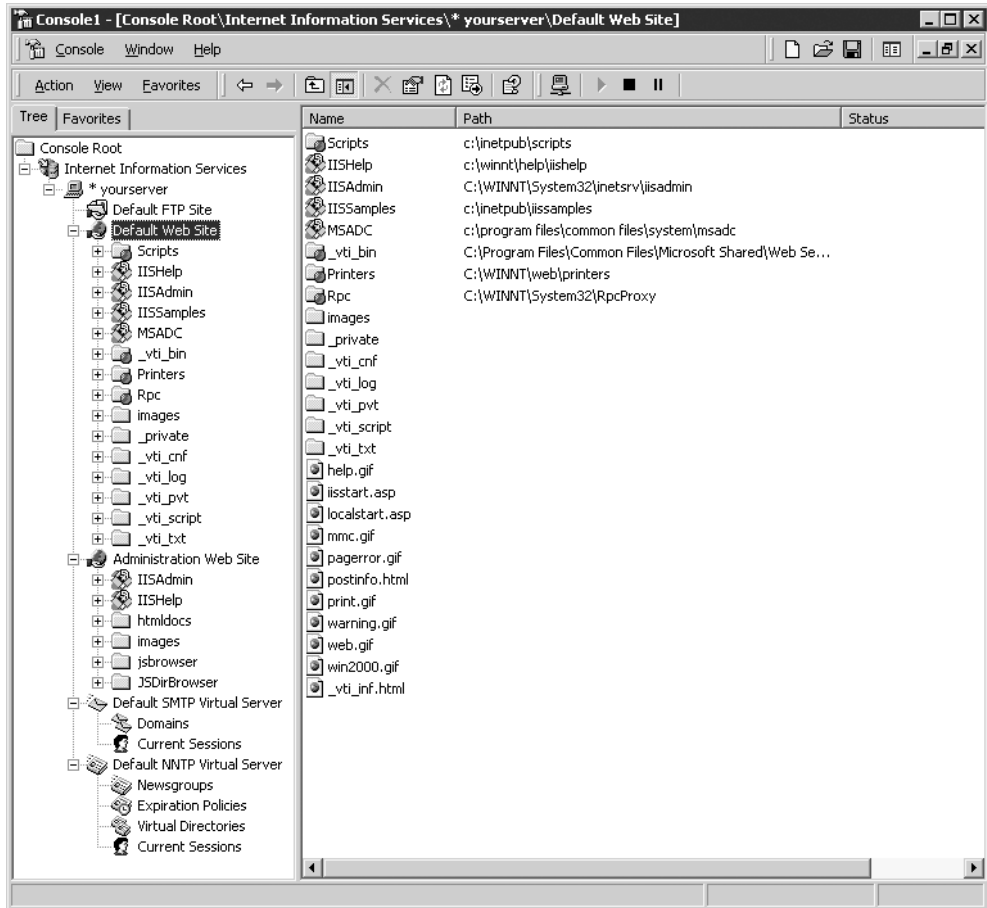 Console1 - [Console Root\Internet Information Services\* yourserver\Default Web Site]
Console Window Help
Action View Favorites
Tree Favorites
Console Root
Internet Information Services
* yourserver
Default FTP Site
Default Web Site
Scripts
IISHelp
IISAdmin
IISSamples
MSADC
_vti_bin
Printers
Rpc
images
_private
_vti_cnf
_vti_log
_vti_pvt
_vti_script
_vti_txt
Administration Web Site
IISAdmin
IISHelp
htmldocs
images
jsbrowser
JSDirBrowser
Default SMTP Virtual Server
Domains
Current Sessions
Default NNTP Virtual Server
Newsgroups
Expiration Policies
Virtual Directories
Current Sessions
Name Path Status
Scripts c:\inetpub\scripts
IISHelp c:\winnt\help\iishelp
IISAdmin C:\WINNT\System32\inetsrv\iisadmin
IISSamples c:\inetpub\iissamples
MSADC c:\program files\common files\system\msadc
_vti_bin C:\Program Files\Common Files\Microsoft Shared\Web Se...
Printers C:\WINNT\web\printers
Rpc C:\WINNT\System32\RpcProxy
images
_private
_vti_cnf
_vti_log
_vti_pvt
_vti_script
_vti_txt
help.gif
iisstart.asp
localstart.asp
mmc.gif
pagerror.gif
postinfo.html
print.gif
warning.gif
web.gif
win2000.gif
_vti_inf.html